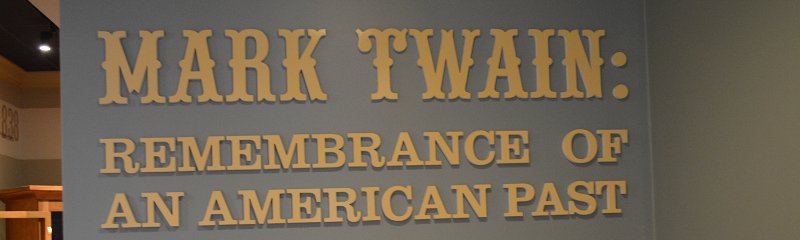 MARK TWAIN:
REMEMBRANCE OF
AN AMERICAN PAST